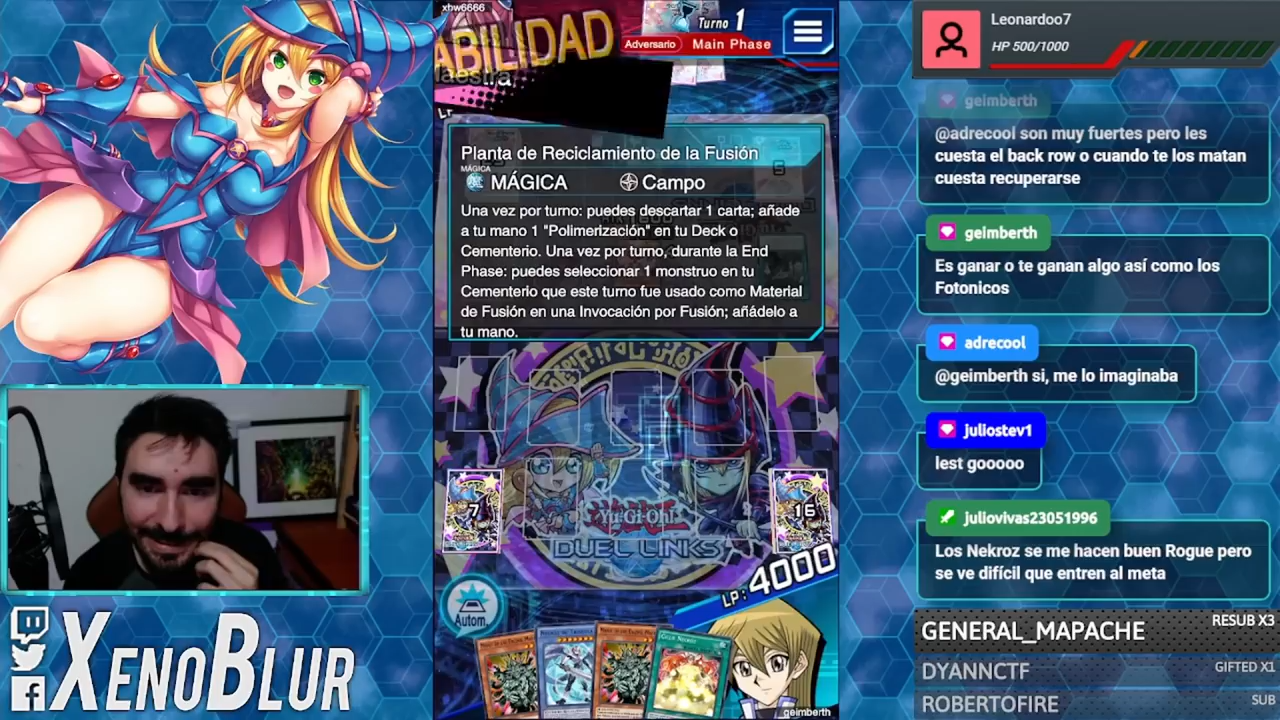 xbw6666
ABILIDAD
aestra
Turno 1
Adversario
Main Phase
LP
Planta de Reciclamiento de la Fusión
MÁGICA
MÁGICA
Campo
Una vez por turno: puedes descartar 1 carta; añade
a tu mano 1 "Polimerización" en tu Deck o
Cementerio. Una vez por turno, durante la End
Phase: puedes seleccionar 1 monstruo en tu
Cementerio que este turno fue usado como Material
de Fusión en una Invocación por Fusión; añádelo a
tu mano.
7
16
Yu-Gi-Oh!
DUEL LINKS
LP: 4000
Autom.
geimberth
XENOBLUR
Leonardoo7
HP 500/1000
geimberth
@adrecool son muy fuertes pero les
cuesta el back row o cuando te los matan
cuesta recuperarse
geimberth
Es ganar o te ganan algo así como los
Fotonicos
adrecool
@geimberth si, me lo imaginaba
juliostev1
lest gooooo
juliovivas23051996
Los Nekroz se me hacen buen Rogue pero
se ve difícil que entren al meta
GENERAL_MAPACHE
RESUB X3
DYANNCTF
GIFTED X1
ROBERTOFIRE
SUB